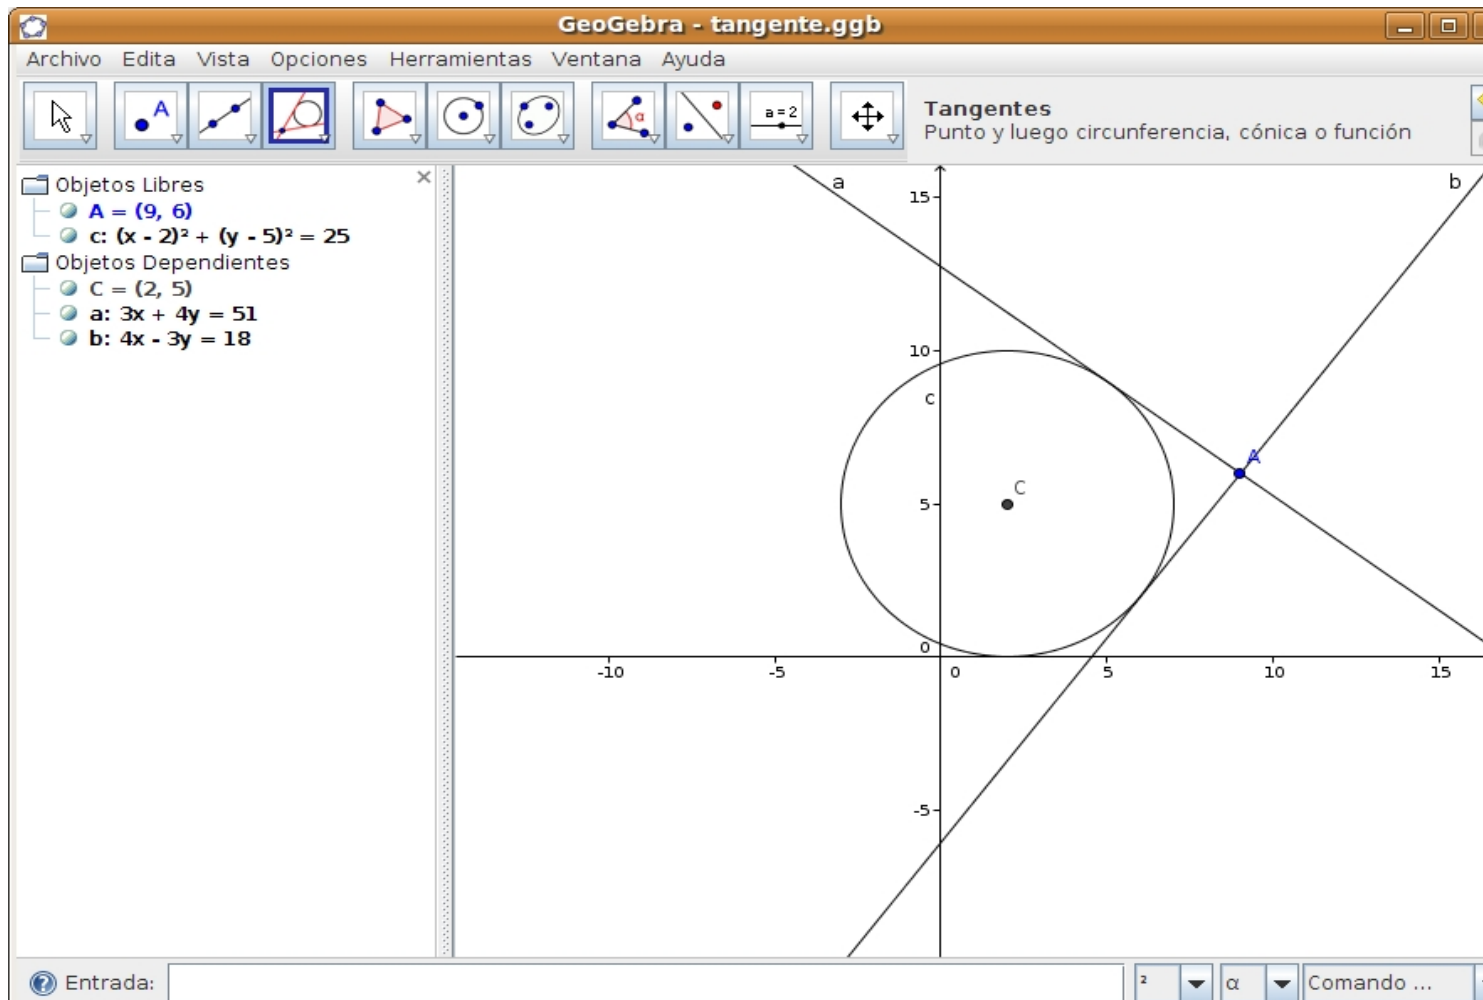 GeoGebra - tangente.ggb
Archivo Edita Vista Opciones Herramientas Ventana Ayuda
A
α
a=2
Tangentes
Punto y luego circunferencia, cónica o función
Objetos Libres
A = (9, 6)
c: (x - 2)² + (y - 5)² = 25
Objetos Dependientes
C = (2, 5)
a: 3x + 4y = 51
b: 4x - 3y = 18
a
b
15
10
c
A
C
5
0
-10 -5 0 5 10 15
-5
Entrada:
² α Comando ...